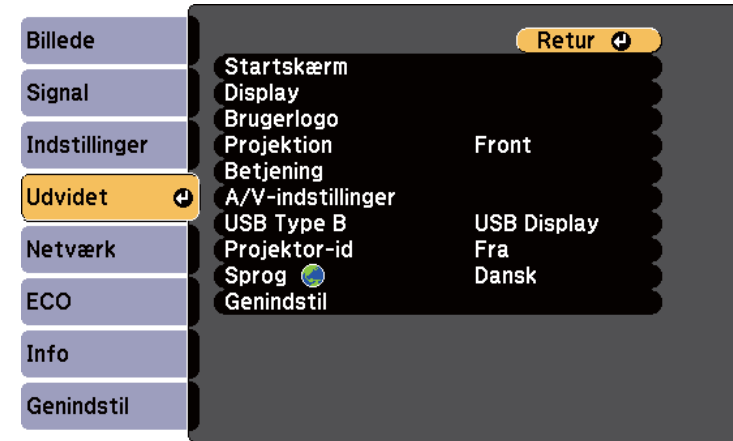 Billede
Signal
Indstillinger
Udvidet
Netværk
ECO
Info
Genindstil
Retur
Startskærm
Display
Brugerlogo
Projektion Front
Betjening
A/V-indstillinger
USB Type B USB Display
Projektor-id Fra
Sprog Dansk
Genindstil